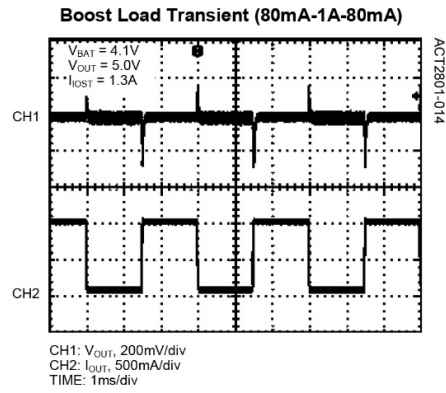 Boost Load Transient (80mA-1A-80mA)
VBAT = 4.1V
VOUT = 5.0V
IIOST = 1.3A
ACT2801-014
CH1
CH2
CH1: VOUT, 200mV/div
CH2: IOUT, 500mA/div
TIME: 1ms/div